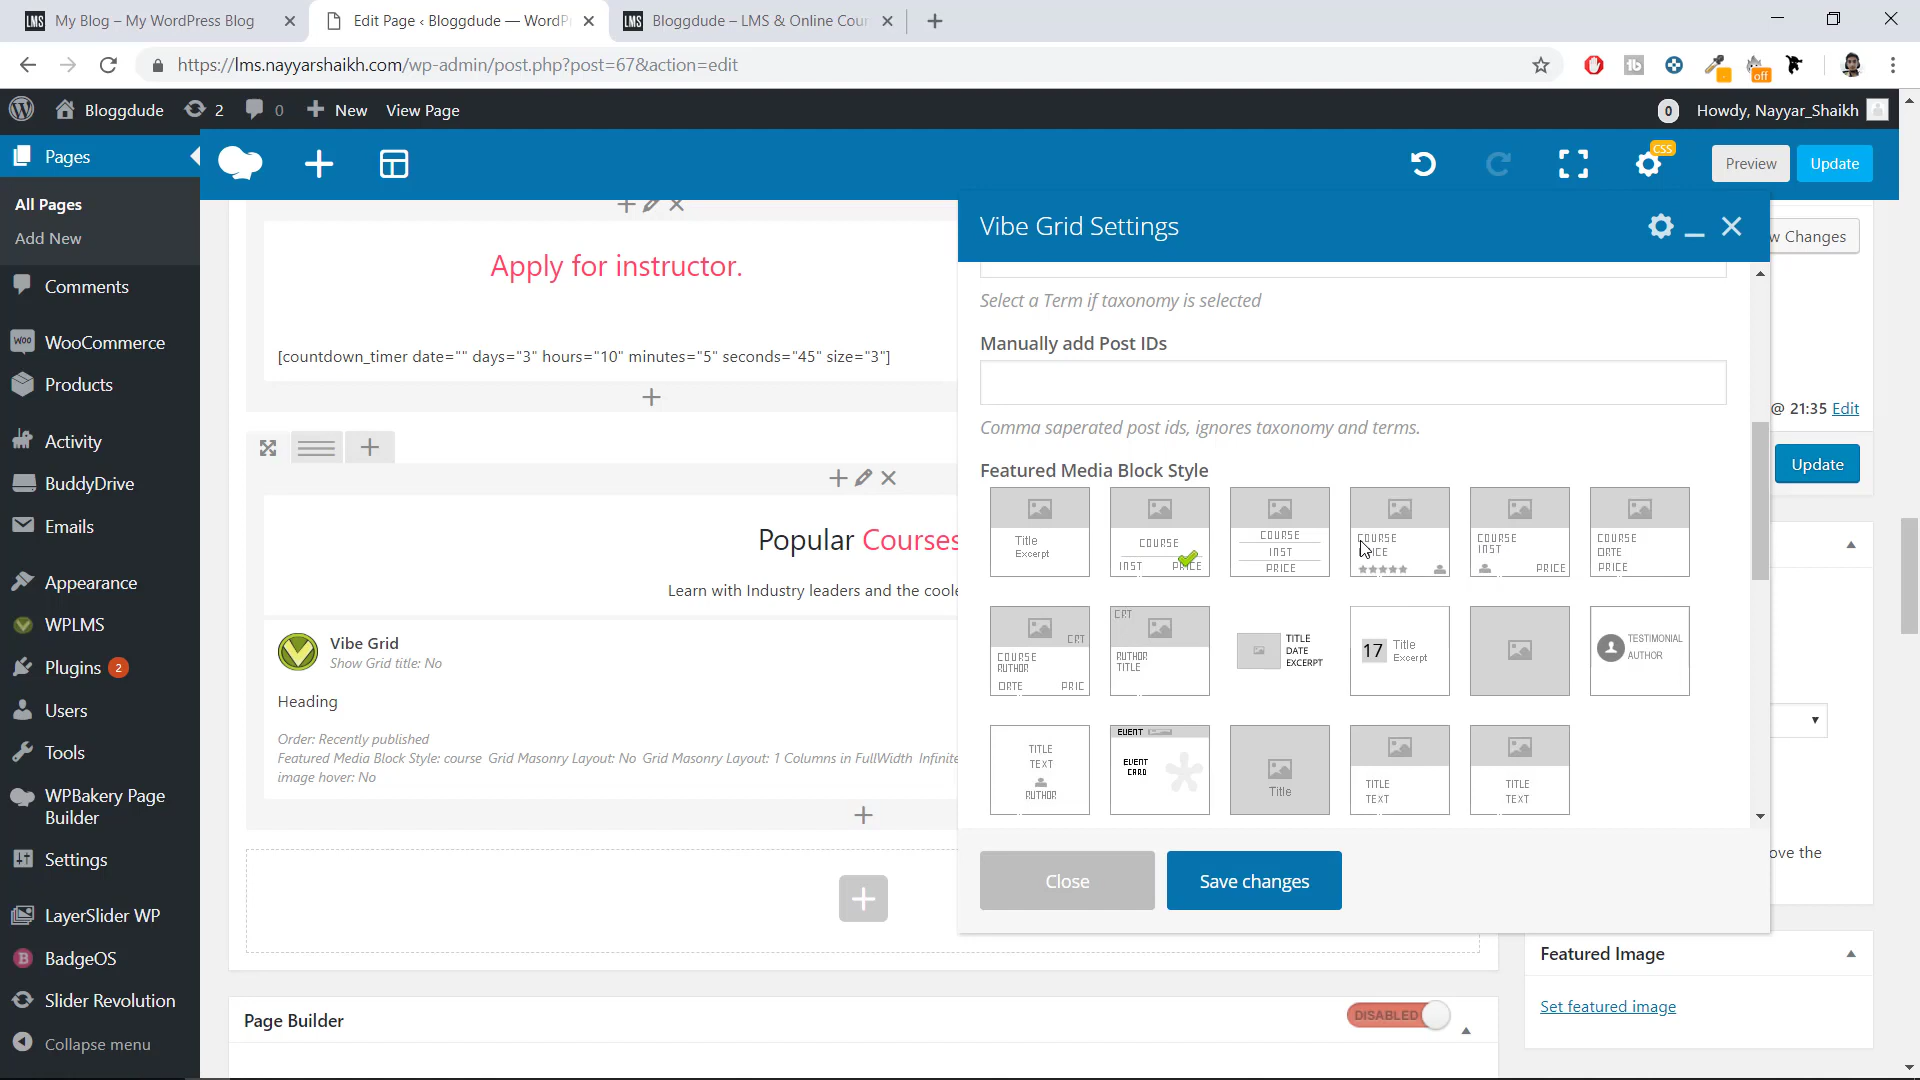 My Blog – My WordPress Blog
Edit Page ‹ Bloggdude — WordP
Bloggdude – LMS & Online Cour
https://lms.nayyarshaikh.com/wp-admin/post.php?post=67&action=edit
off
Bloggdude
2
0
New
View Page
0
Howdy, Nayyar_Shaikh
Pages
All Pages
Add New
Comments
WooCommerce
Products
Activity
BuddyDrive
Emails
Appearance
WPLMS
Plugins 2
Users
Tools
WPBakery Page
Builder
Settings
LayerSlider WP
BadgeOS
Slider Revolution
Collapse menu
CSS
Preview
Update
Apply for instructor.
[countdown_timer date="" days="3" hours="10" minutes="5" seconds="45" size="3"]
Popular Courses
Learn with Industry leaders and the coole
Vibe Grid
Show Grid title: No
Heading
Order: Recently published
Featured Media Block Style: course Grid Masonry Layout: No Grid Masonry Layout: 1 Columns in FullWidth Infinite
image hover: No
Page Builder
DISABLED
Vibe Grid Settings
Select a Term if taxonomy is selected
Manually add Post IDs
Comma saperated post ids, ignores taxonomy and terms.
Featured Media Block Style
Title
Excerpt
COURSE
INST PRICE
COURSE
INST
PRICE
COURSE
COURSE
INST
PRICE
COURSE
DATE
PRICE
CAT
COURSE
AUTHOR
DATE PRIC
CAT
AUTHOR
TITLE
TITLE
DATE
EXCERPT
17
Title
Excerpt
TESTIMONIAL
AUTHOR
TITLE
TEXT
AUTHOR
EVENT
EVENT
CARD
Title
TITLE
TEXT
TITLE
TEXT
Close
Save changes
w Changes
@ 21:35 Edit
Update
ove the
Featured Image
Set featured image